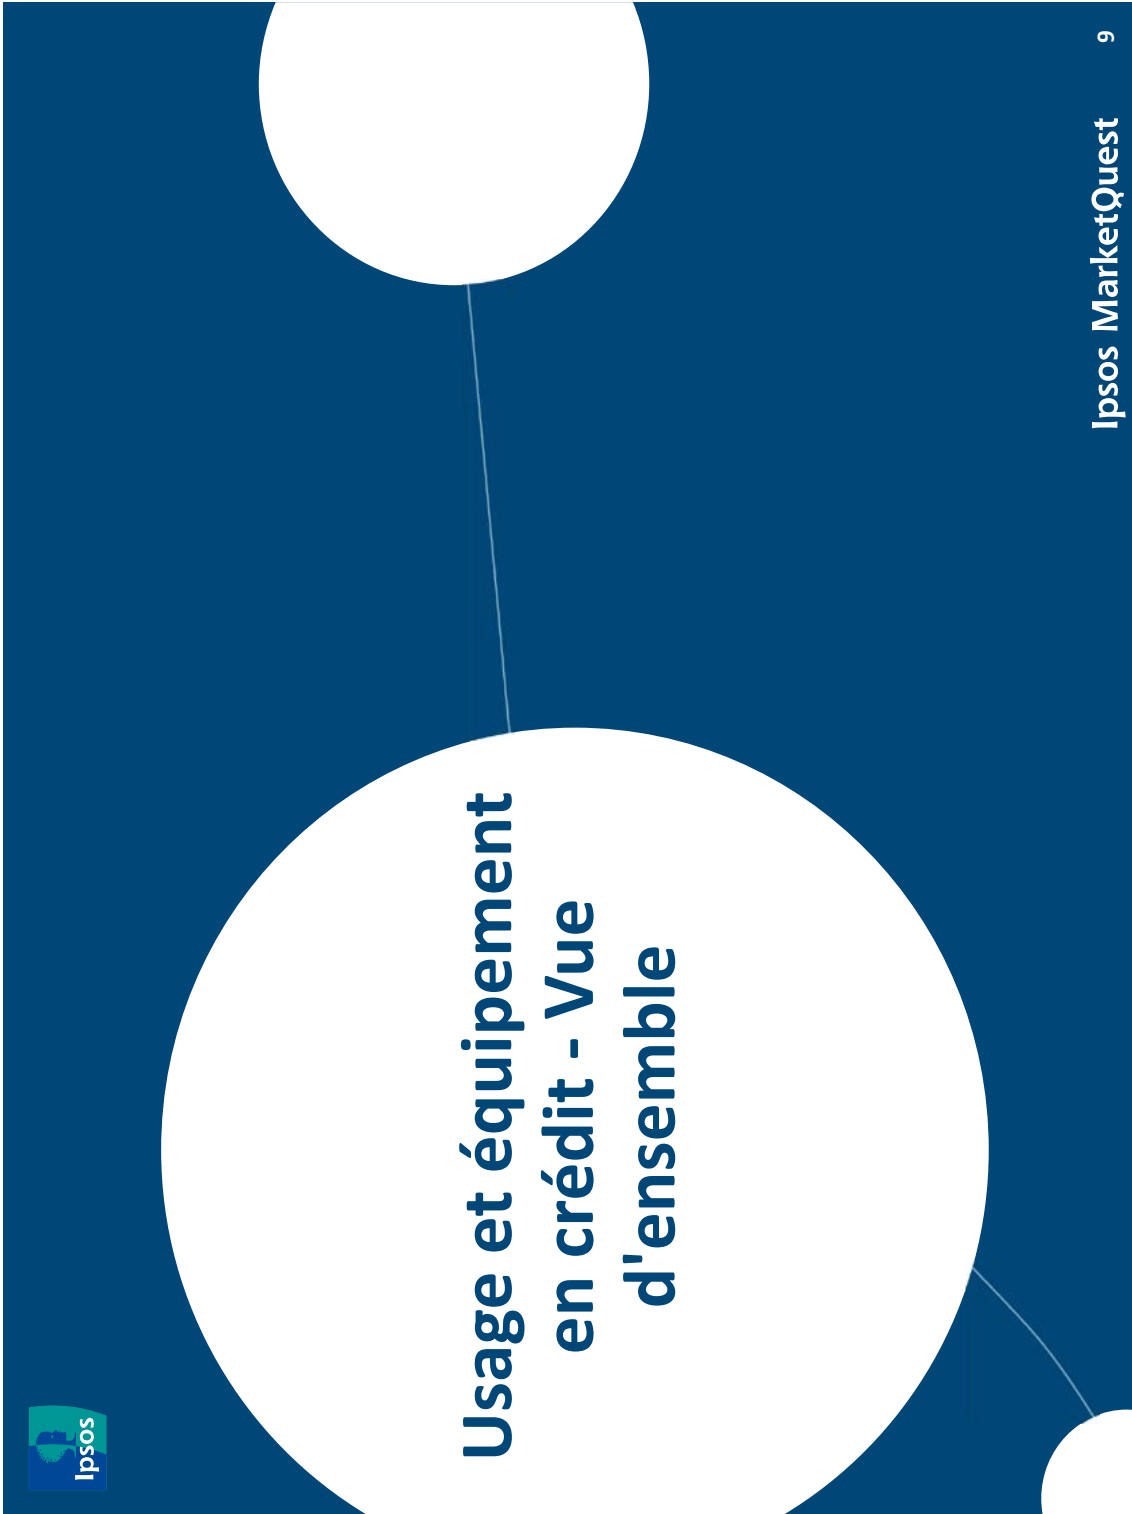 Ipsos
Usage et équipement
en crédit - Vue
d'ensemble
Ipsos MarketQuest
9